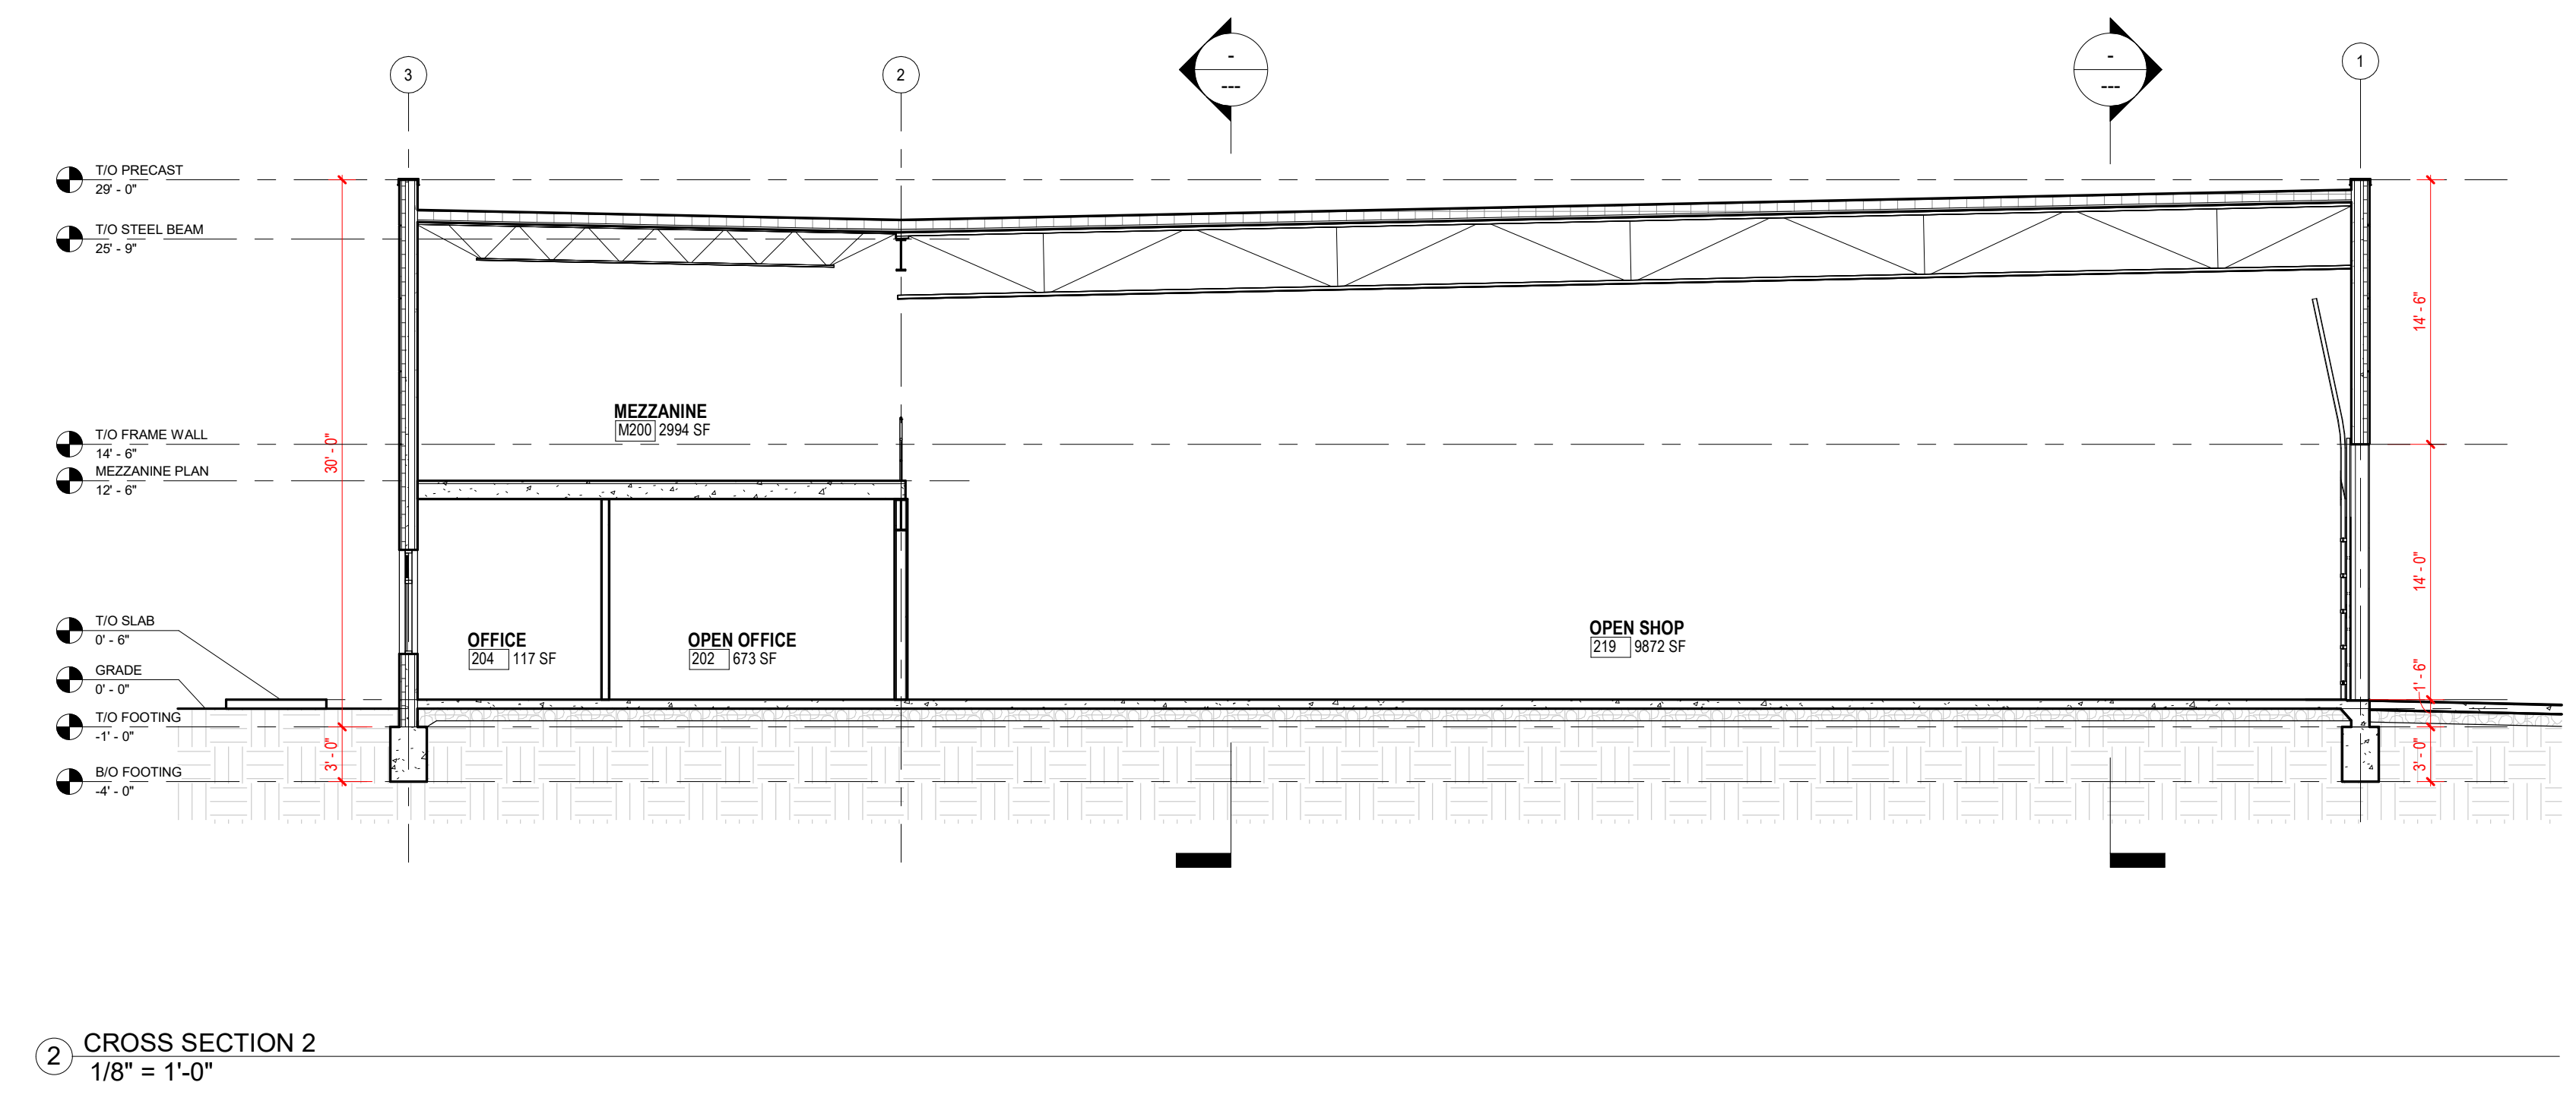 3
2
-
---
-
---
1
T/O PRECAST
29' - 0"
T/O STEEL BEAM
25' - 9"
14' - 6"
MEZZANINE
M200 2994 SF
T/O FRAME WALL
14' - 6"
30' - 0"
MEZZANINE PLAN
12' - 6"
14' - 0"
T/O SLAB
0' - 6"
OFFICE
204 117 SF
OPEN OFFICE
202 673 SF
OPEN SHOP
219 9872 SF
GRADE
0' - 0"
1' - 6"
T/O FOOTING
-1' - 0"
3' - 0"
3' - 0"
B/O FOOTING
-4' - 0"
2 CROSS SECTION 2
1/8" = 1'-0"